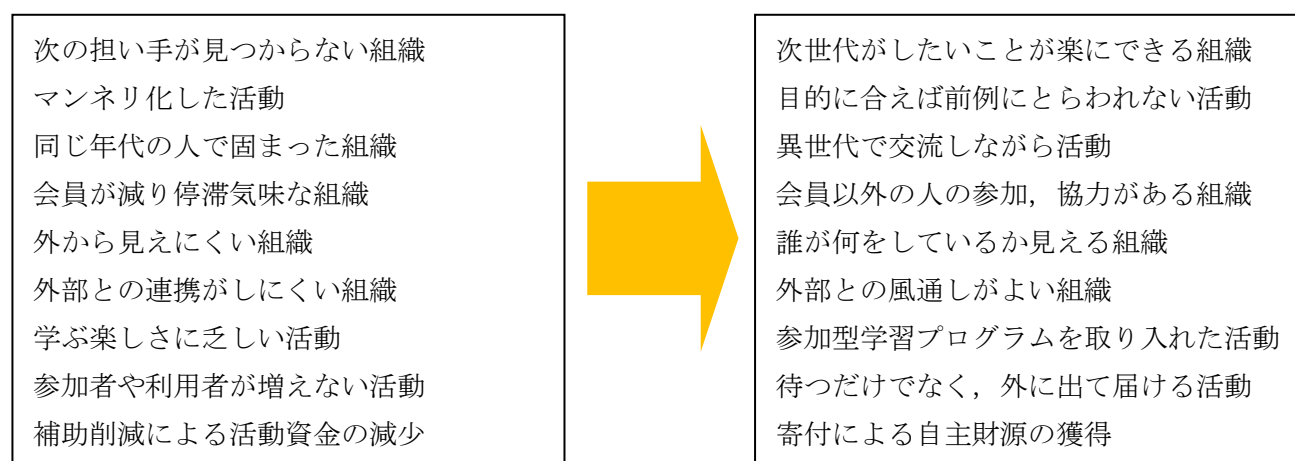 次の担い手が見つからない組織
マンネリ化した活動
同じ年代の人で固まった組織
会員が減り停滞気味な組織
外から見えにくい組織
外部との連携がしにくい組織
学ぶ楽しさに乏しい活動
参加者や利用者が増えない活動
補助削減による活動資金の減少
次世代がしたいことが楽にできる組織
目的に合えば前例にとらわれない活動
異世代で交流しながら活動
会員以外の人の参加，協力がある組織
誰が何をしているか見える組織
外部との風通しがよい組織
参加型学習プログラムを取り入れた活動
待つだけでなく，外に出て届ける活動
寄付による自主財源の獲得